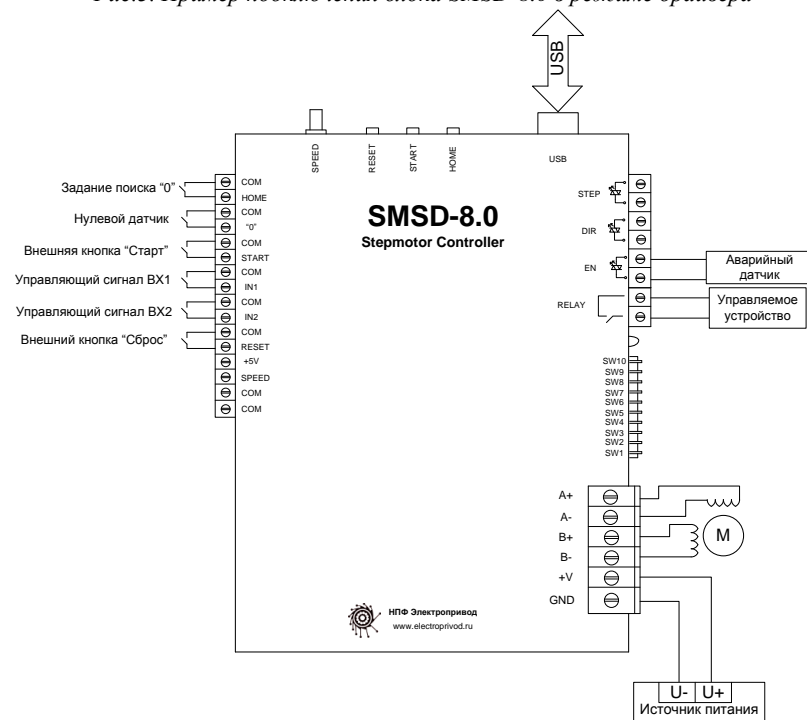 USB
SPEED
RESET
START
HOME
USB
Задание поиска “0”
Нулевой датчик
Внешняя кнопка “Старт”
Управляющий сигнал ВХ1
Управляющий сигнал ВХ2
Внешний кнопка “Сброс”
COM
HOME
COM
“0”
COM
START
COM
IN1
COM
IN2
COM
RESET
+5V
SPEED
COM
COM
SMSD-8.0
Stepmotor Controller
STEP
DIR
EN
RELAY
Аварийный
датчик
Управляемое
устройство
SW10
SW9
SW8
SW7
SW6
SW5
SW4
SW3
SW2
SW1
A+
A-
B+
B-
+V
GND
M
НПФ Электропривод
www.electroprivod.ru
U- U+
Источник питания